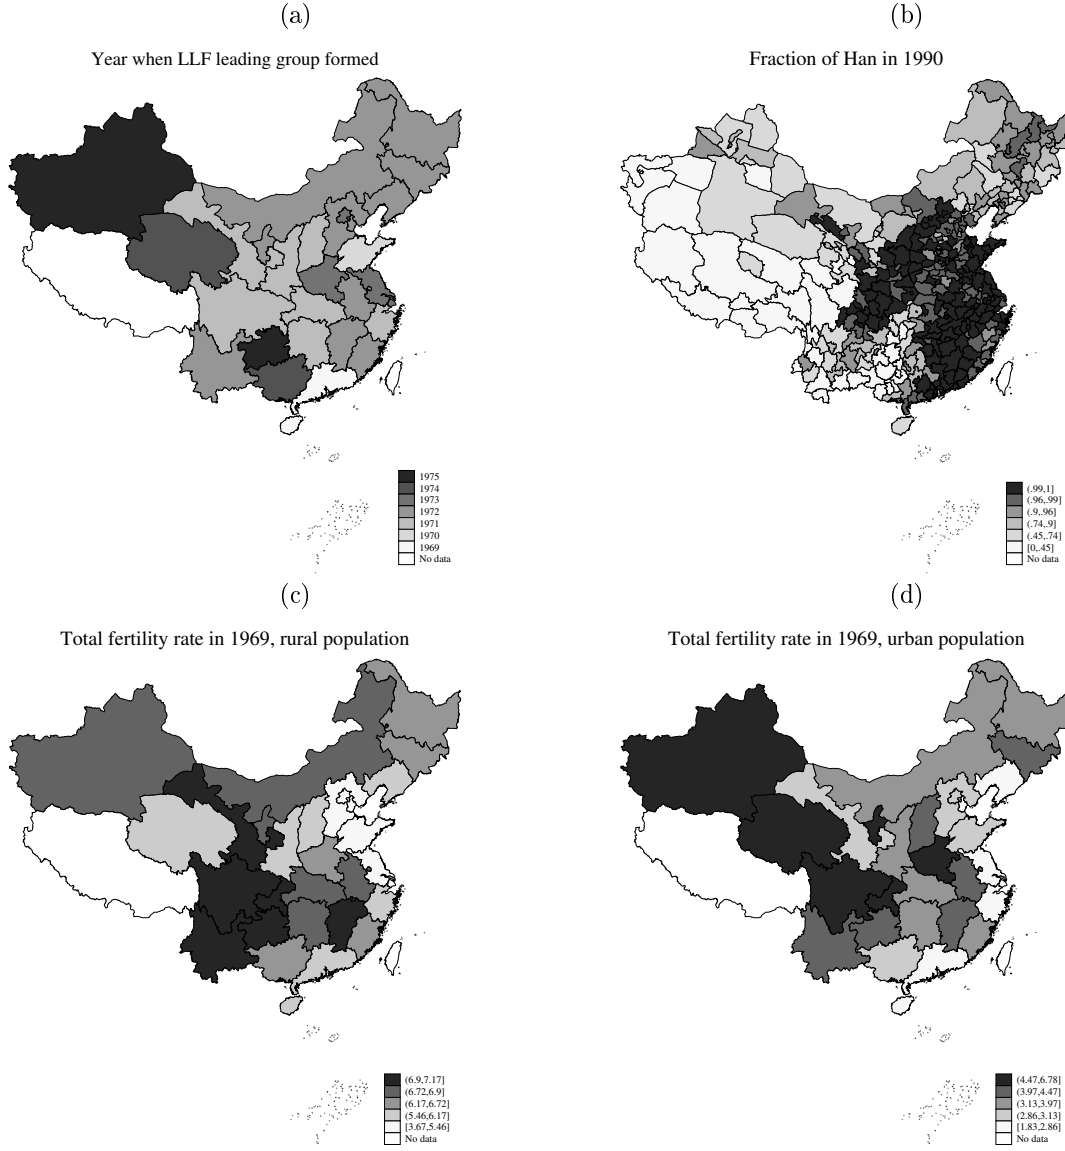 (a)
Year when LLF leading group formed
1975
1974
1973
1972
1971
1970
1969
No data
(b)
Fraction of Han in 1990
(.99,1]
(.96,.99]
(.9,.96]
(.74,.9]
(.45,.74]
[0,.45]
No data
(c)
Total fertility rate in 1969, rural population
(6.9,7.17]
(6.72,6.9]
(6.17,6.72]
(5.46,6.17]
[3.67,5.46]
No data
(d)
Total fertility rate in 1969, urban population
(4.47,6.78]
(3.97,4.47]
(3.13,3.97]
(2.86,3.13]
[1.83,2.86]
No data